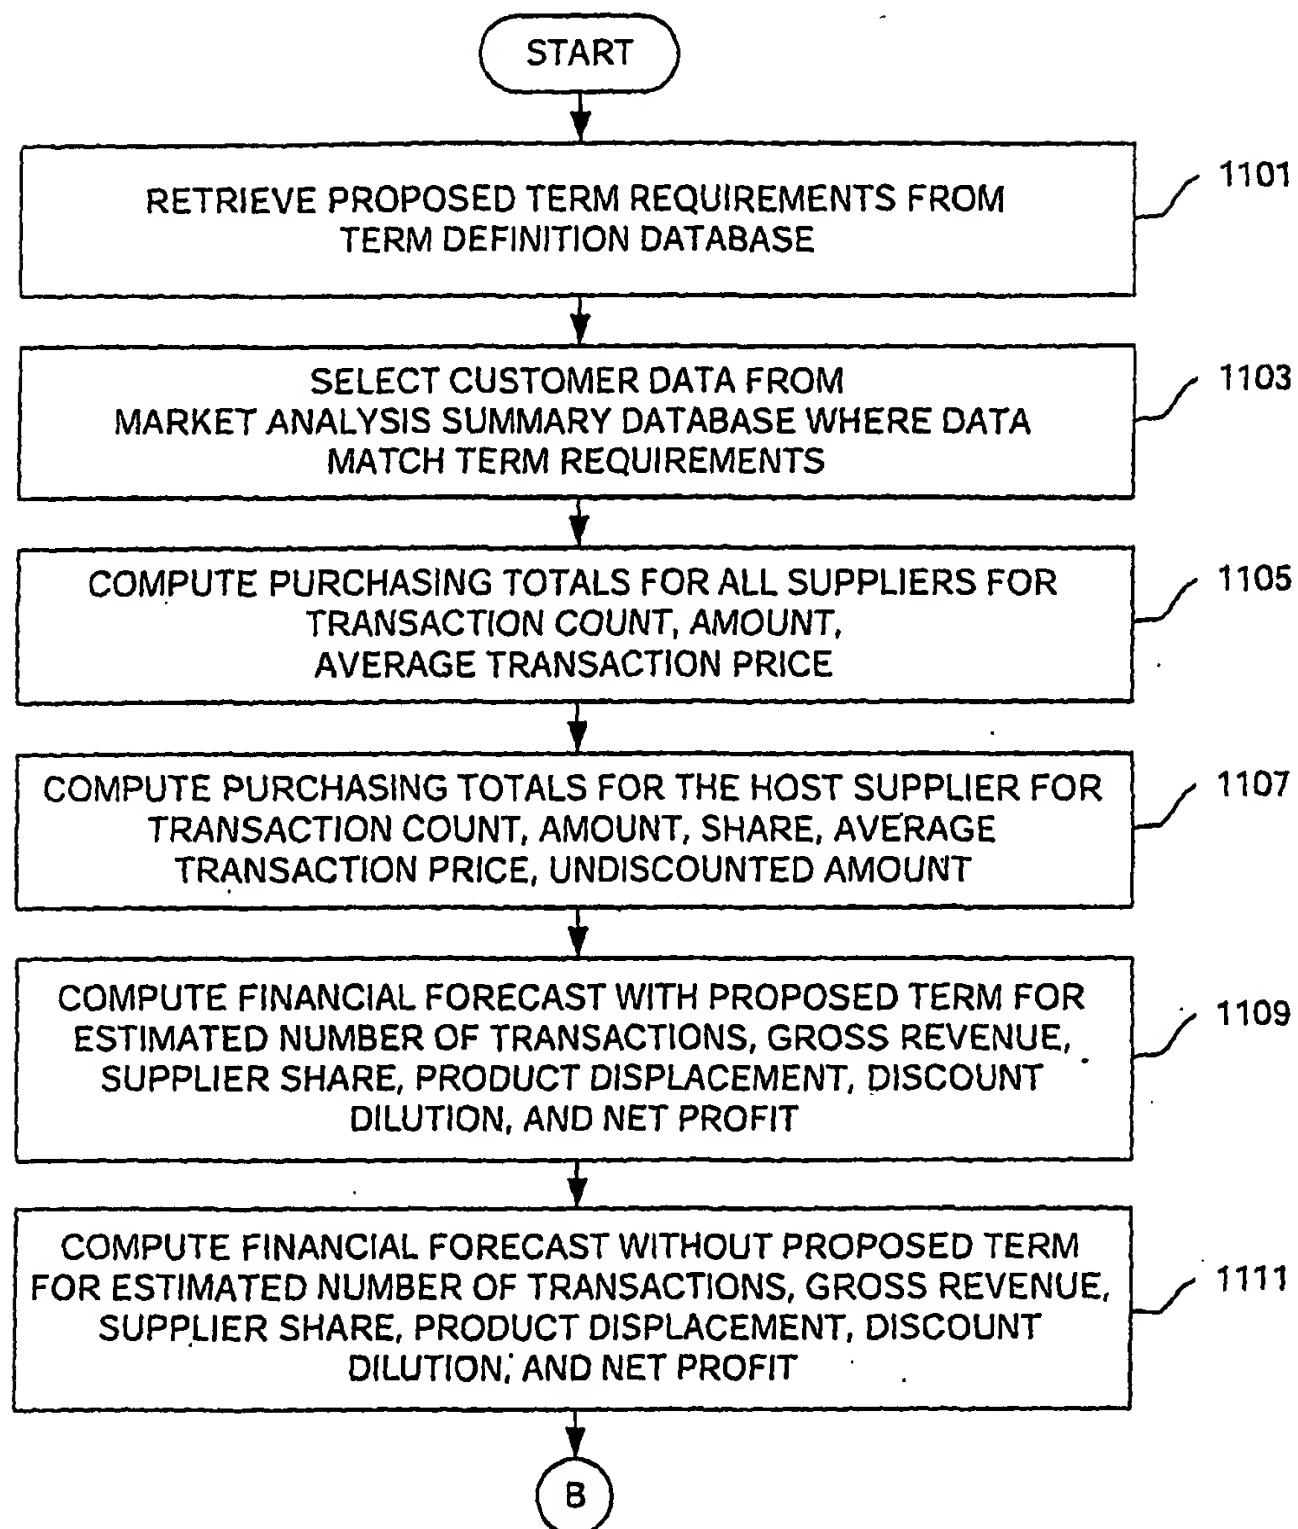 START
RETRIEVE PROPOSED TERM REQUIREMENTS FROM
TERM DEFINITION DATABASE
1101
SELECT CUSTOMER DATA FROM
MARKET ANALYSIS SUMMARY DATABASE WHERE DATA
MATCH TERM REQUIREMENTS
1103
COMPUTE PURCHASING TOTALS FOR ALL SUPPLIERS FOR
TRANSACTION COUNT, AMOUNT,
AVERAGE TRANSACTION PRICE
1105
COMPUTE PURCHASING TOTALS FOR THE HOST SUPPLIER FOR
TRANSACTION COUNT, AMOUNT, SHARE, AVERAGE
TRANSACTION PRICE, UNDISCOUNTED AMOUNT
1107
COMPUTE FINANCIAL FORECAST WITH PROPOSED TERM FOR
ESTIMATED NUMBER OF TRANSACTIONS, GROSS REVENUE,
SUPPLIER SHARE, PRODUCT DISPLACEMENT, DISCOUNT
DILUTION, AND NET PROFIT
1109
COMPUTE FINANCIAL FORECAST WITHOUT PROPOSED TERM
FOR ESTIMATED NUMBER OF TRANSACTIONS, GROSS REVENUE,
SUPPLIER SHARE, PRODUCT DISPLACEMENT, DISCOUNT
DILUTION, AND NET PROFIT
1111
B